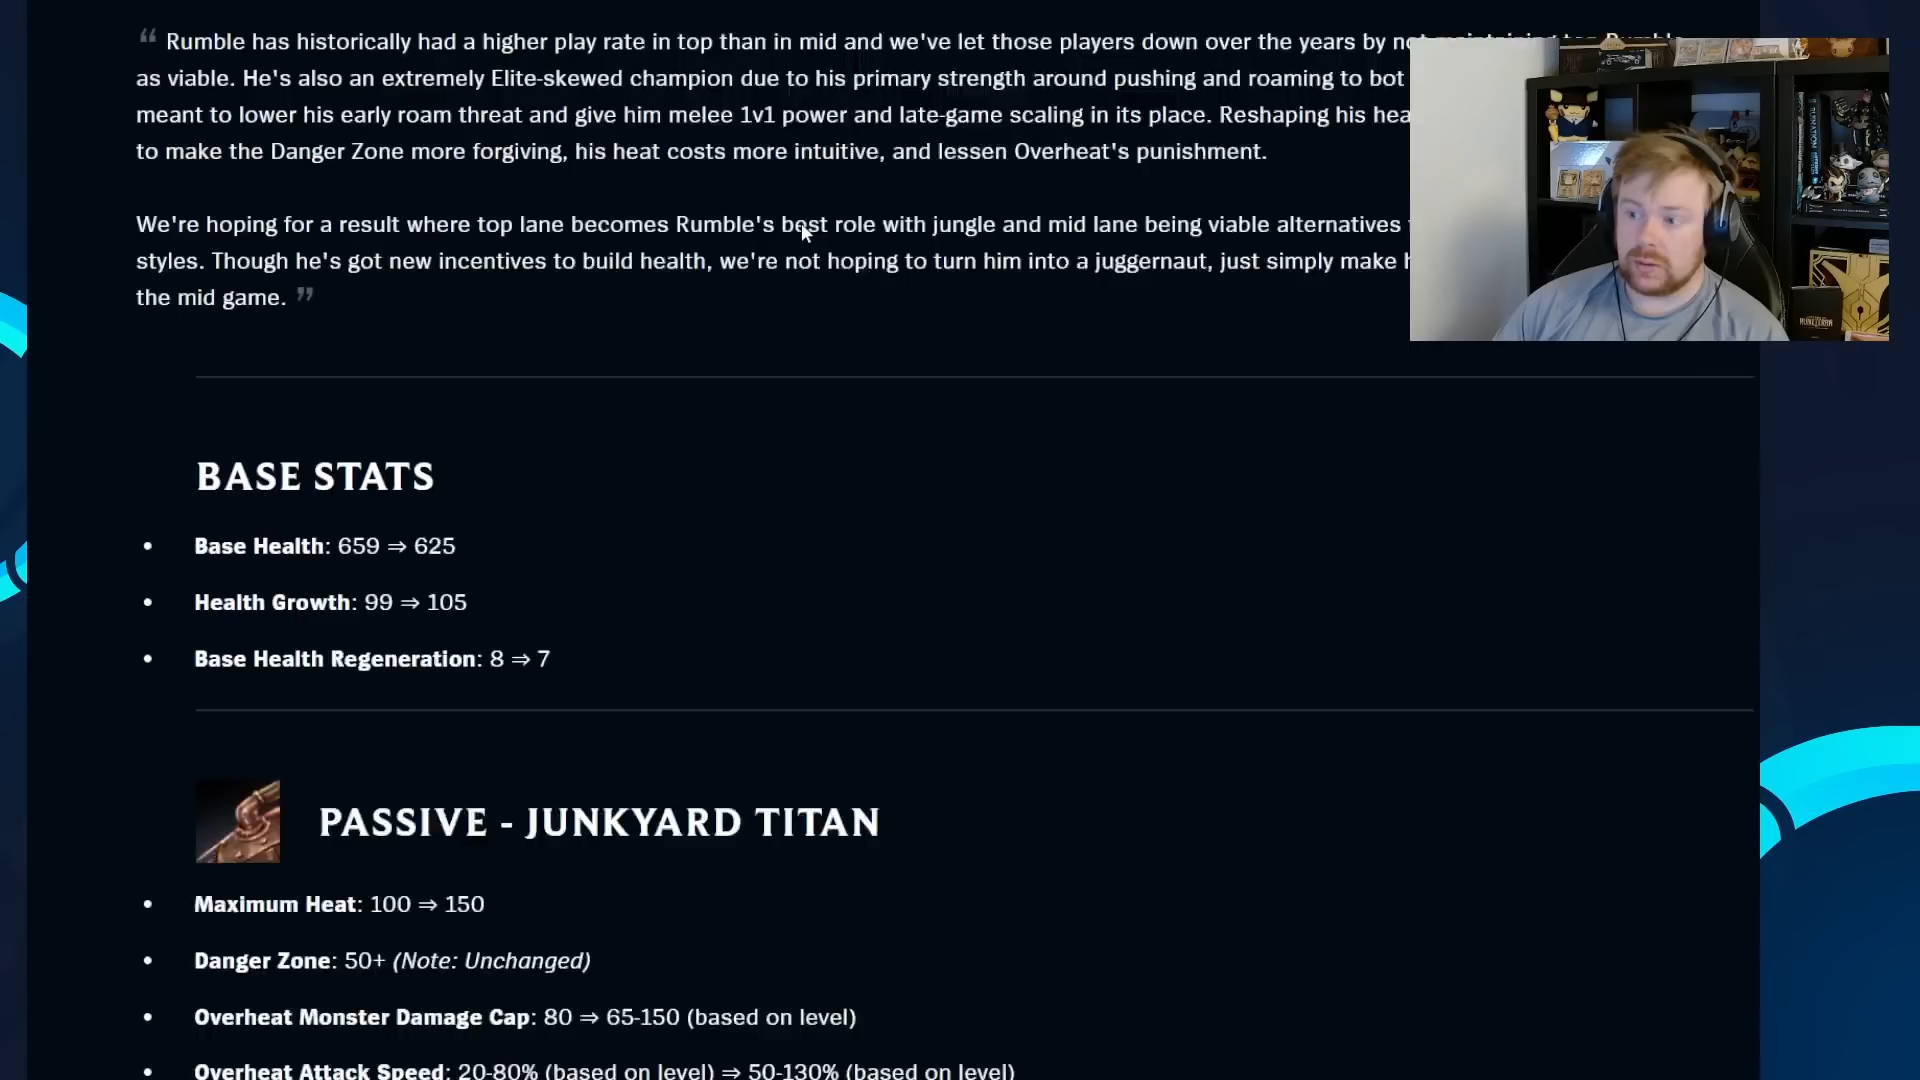 “ Rumble has historically had a higher play rate in top than in mid and we've let those players down over the years by
as viable. He's also an extremely Elite-skewed champion due to his primary strength around pushing and roaming to bot
meant to lower his early roam threat and give him melee 1v1 power and late-game scaling in its place. Reshaping his
to make the Danger Zone more forgiving, his heat costs more intuitive, and lessen Overheat's punishment.
We're hoping for a result where top lane becomes Rumble's best role with jungle and mid lane being viable alternatives
styles. Though he's got new incentives to build health, we're not hoping to turn him into a juggernaut, just simply make
the mid game. ”
BASE STATS
• Base Health: 659 ⇒ 625
• Health Growth: 99 ⇒ 105
• Base Health Regeneration: 8 ⇒ 7
PASSIVE - JUNKYARD TITAN
• Maximum Heat: 100 ⇒ 150
• Danger Zone: 50+ (Note: Unchanged)
• Overheat Monster Damage Cap: 80 ⇒ 65-150 (based on level)
• Overheat Attack Speed: 20-80% (based on level) ⇒ 50-130% (based on level)